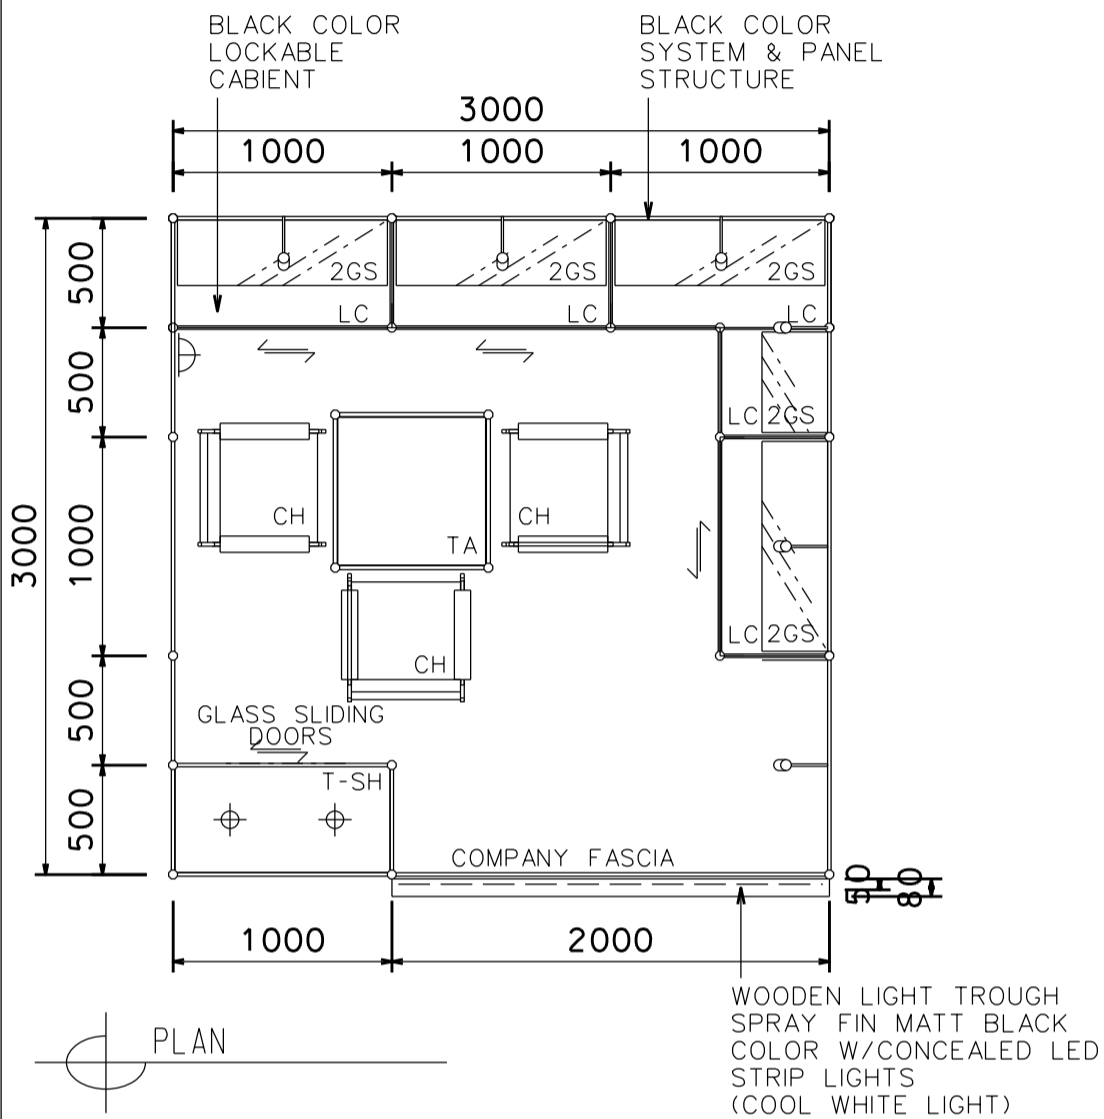 BLACK COLOR
LOCKABLE
CABIENT
BLACK COLOR
SYSTEM & PANEL
STRUCTURE
3000
1000 1000 1000
500
2GS 2GS 2GS
LC LC LC
500
LC 2GS
3000
1000
CH TA CH
LC 2GS
CH
500
GLASS SLIDING
DOORS
T-SH
500
COMPANY FASCIA
50
80
1000 2000
WOODEN LIGHT TROUGH
SPRAY FIN MATT BLACK
COLOR W/CONCEALED LED
STRIP LIGHTS
(COOL WHITE LIGHT)
PLAN